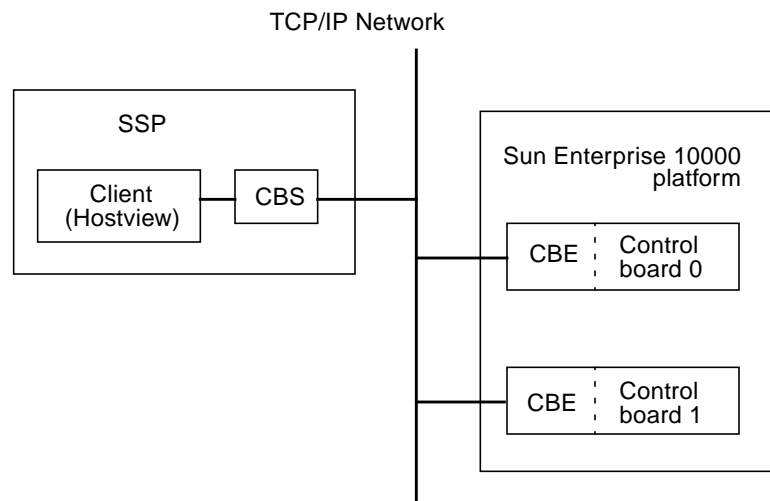 TCP/IP Network
SSP
Client
(Hostview)
CBS
Sun Enterprise 10000
platform
CBE
Control
board 0
CBE
Control
board 1